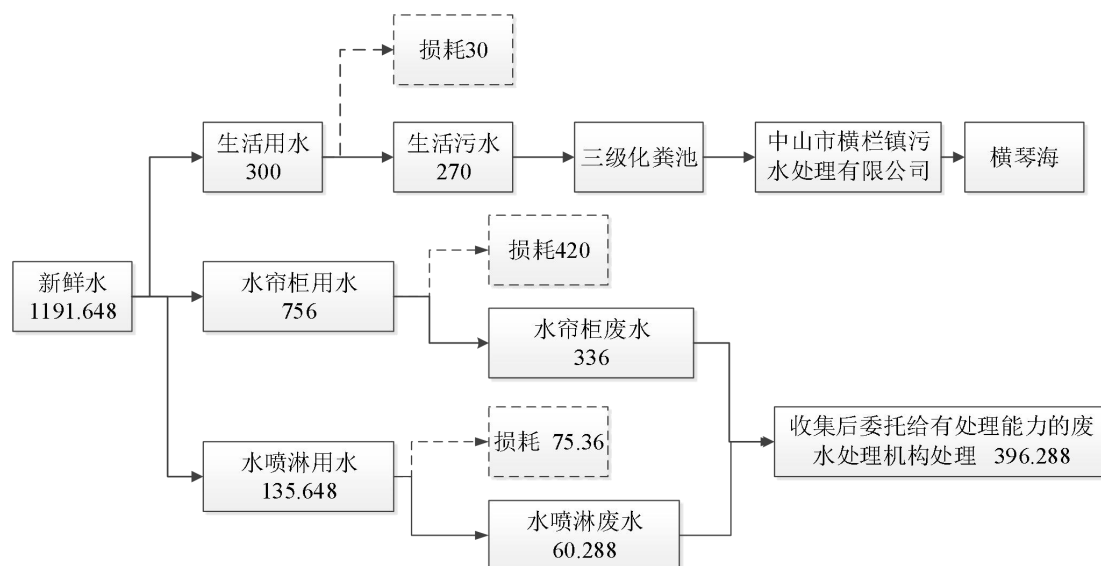 损耗30
生活用水
300
生活污水
270
三级化粪池
中山市横栏镇污
水处理有限公司
横琴海
新鲜水
1191.648
水帘柜用水
756
损耗420
水帘柜废水
336
水喷淋用水
135.648
损耗 75.36
水喷淋废水
60.288
收集后委托给有处理能力的废
水处理机构处理 396.288